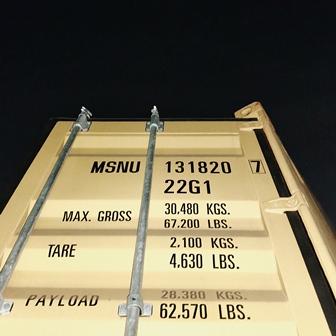 MSNU 131820 7
22G1
MAX. GROSS 30.480 KGS.
67.200 LBS.
TARE 2.100 KGS.
4.630 LBS.
PAYLOAD 28.380 KGS.
62.570 LBS.